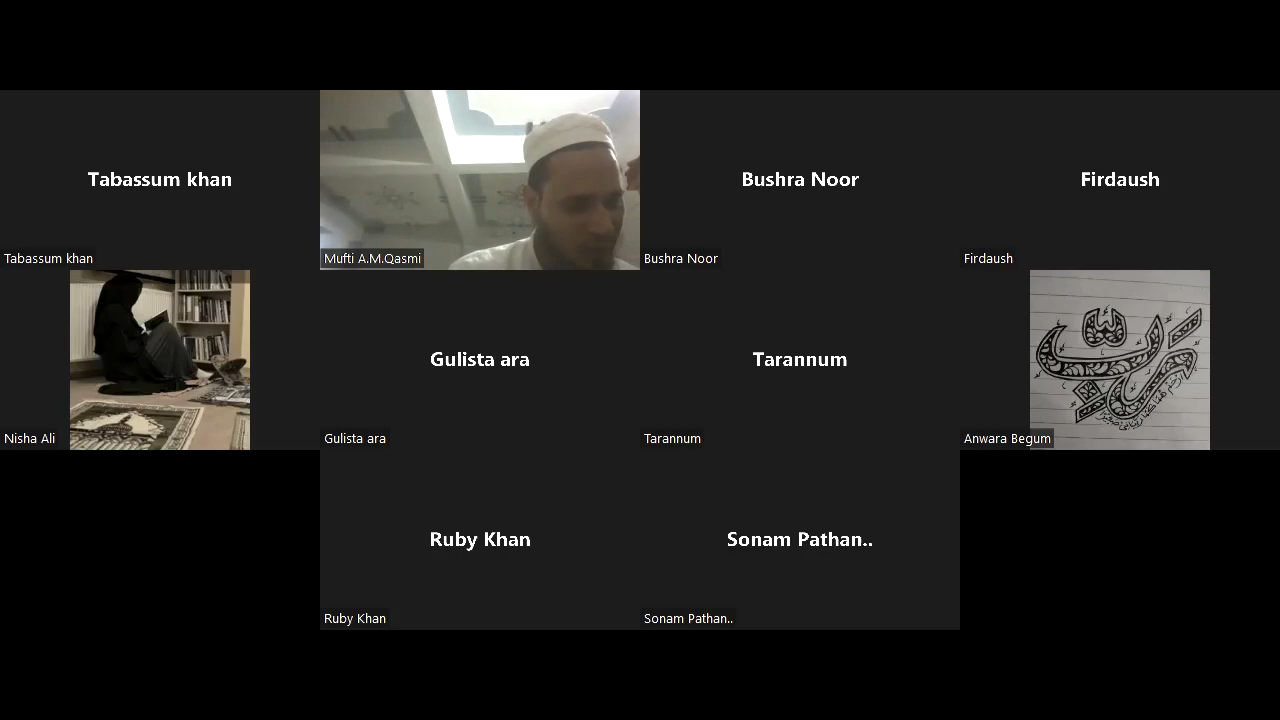 Tabassum khan
Bushra Noor
Firdaush
Tabassum khan
Mufti A.M.Qasmi
Bushra Noor
Firdaush
Gulista ara
Tarannum
رب
Nisha Ali
Gulista ara
Tarannum
Anwara Begum
Ruby Khan
Sonam Pathan..
Ruby Khan
Sonam Pathan..